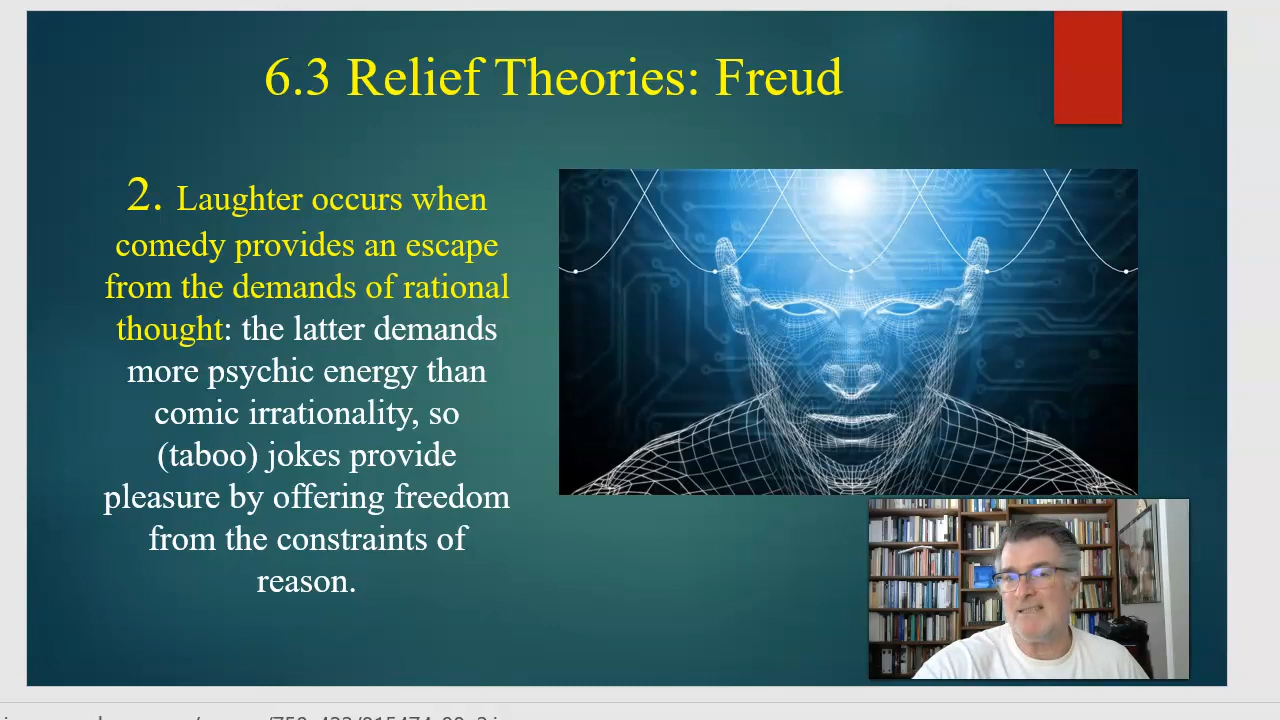 6.3 Relief Theories: Freud
2. Laughter occurs when
comedy provides an escape
from the demands of rational
thought: the latter demands
more psychic energy than
comic irrationality, so
(taboo) jokes provide
pleasure by offering freedom
from the constraints of
reason.